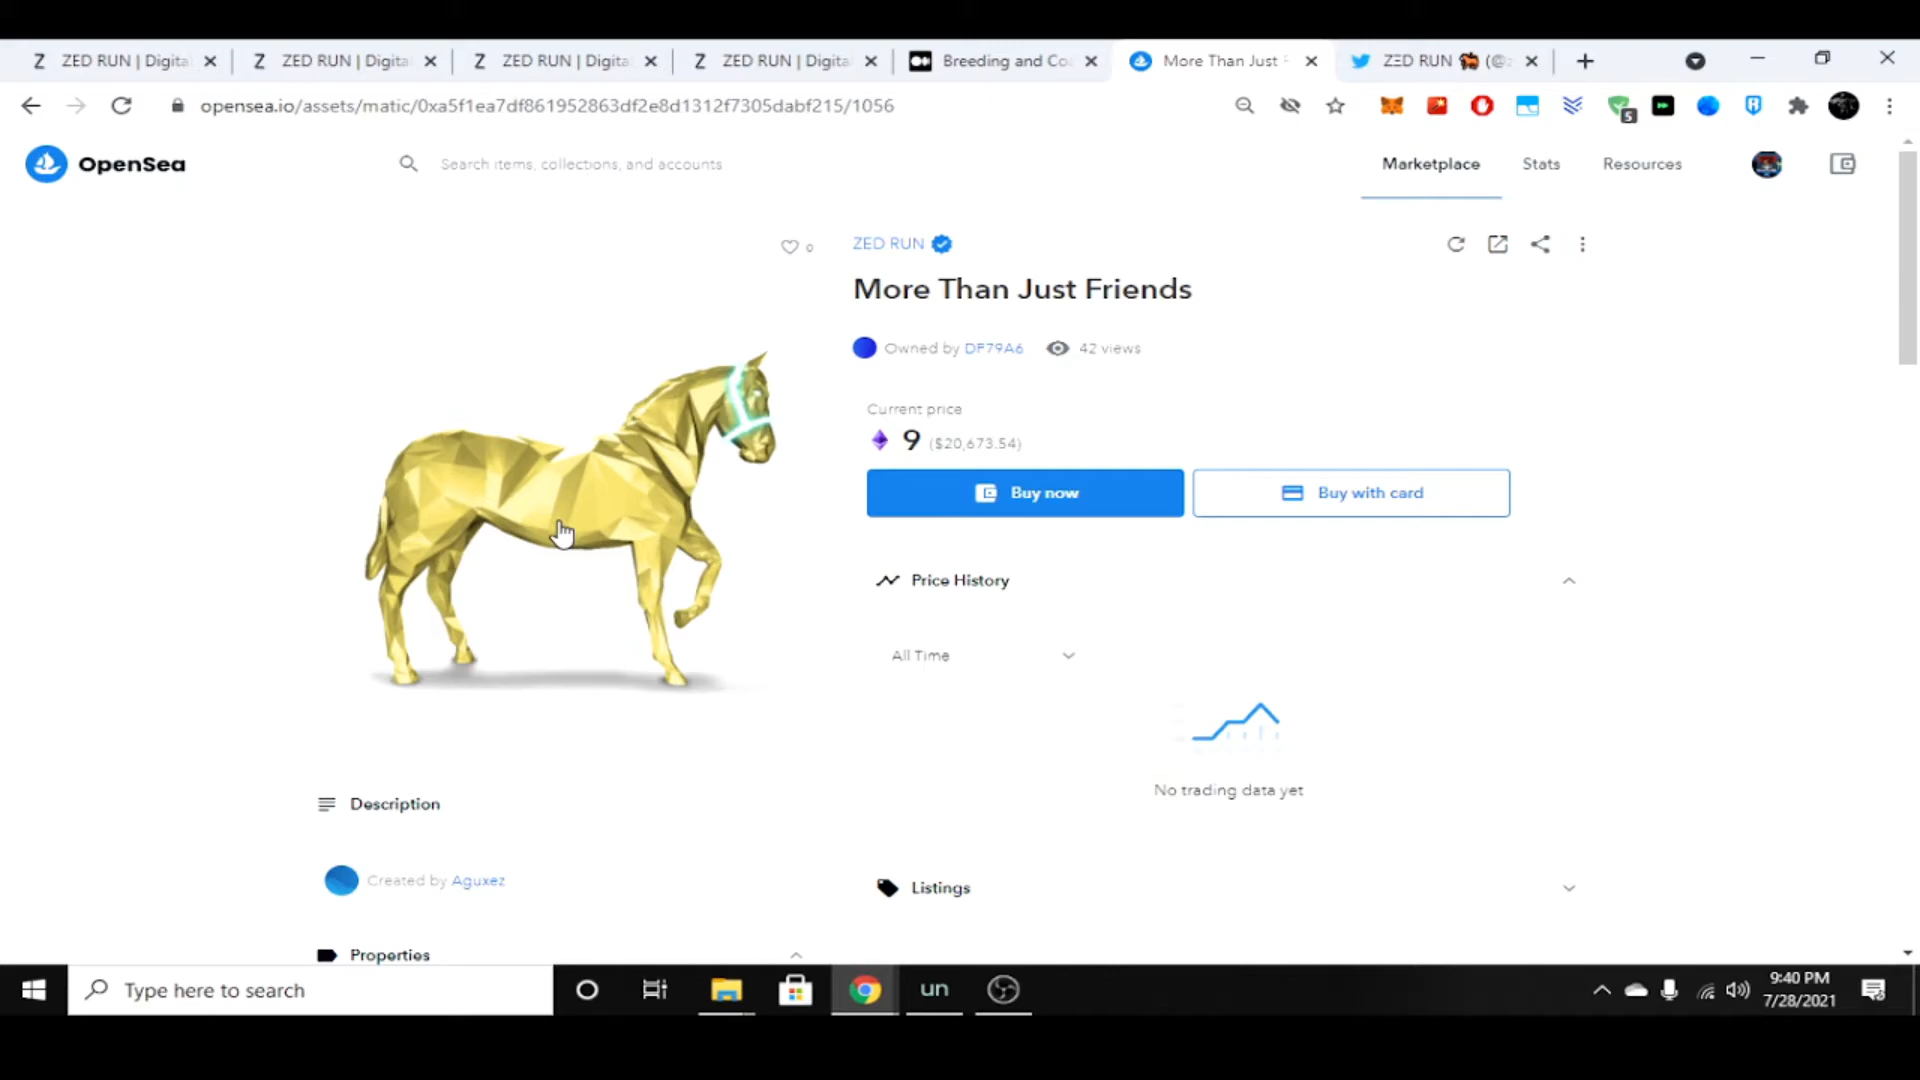 ZED RUN | Digita
ZED RUN | Digita
ZED RUN | Digita
ZED RUN | Digita
Breeding and Co
More Than Just F
ZED RUN (@z
opensea.io/assets/matic/0xa5f1ea7df861952863df2e8d1312f7305dabf215/1056
5
OpenSea
Search items, collections, and accounts
Marketplace
Stats
Resources
0
ZED RUN
More Than Just Friends
Owned by DF79A6
42 views
Current price
9 ($20,673.54)
Buy now
Buy with card
Price History
All Time
No trading data yet
Description
Created by Aguxez
Listings
Properties
Type here to search
un
9:40 PM
7/28/2021